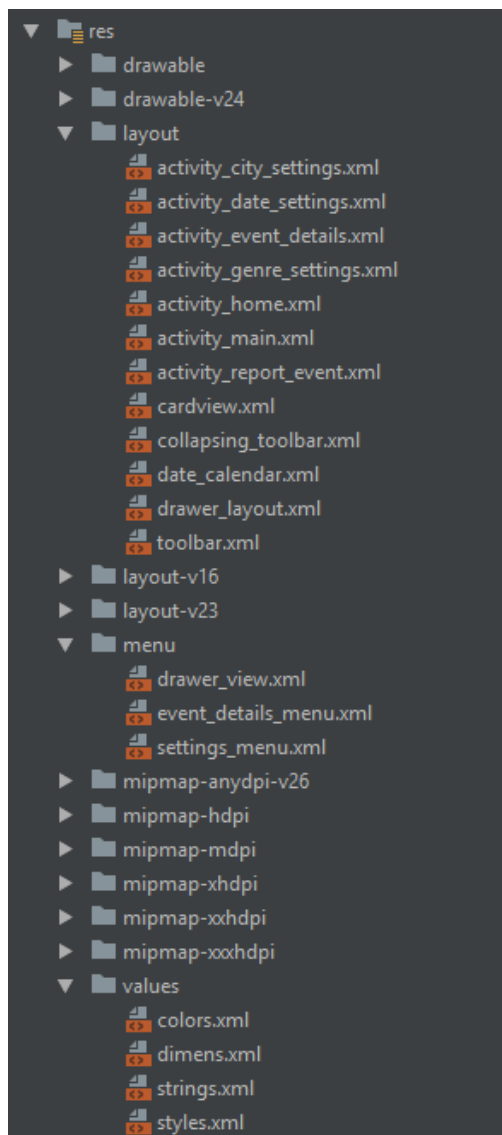 res
drawable
drawable-v24
layout
activity_city_settings.xml
activity_date_settings.xml
activity_event_details.xml
activity_genre_settings.xml
activity_home.xml
activity_main.xml
activity_report_event.xml
cardview.xml
collapsing_toolbar.xml
date_calendar.xml
drawer_layout.xml
toolbar.xml
layout-v16
layout-v23
menu
drawer_view.xml
event_details_menu.xml
settings_menu.xml
mipmap-anydpi-v26
mipmap-hdpi
mipmap-mdpi
mipmap-xhdpi
mipmap-xxhdpi
mipmap-xxxhdpi
values
colors.xml
dimens.xml
strings.xml
styles.xml